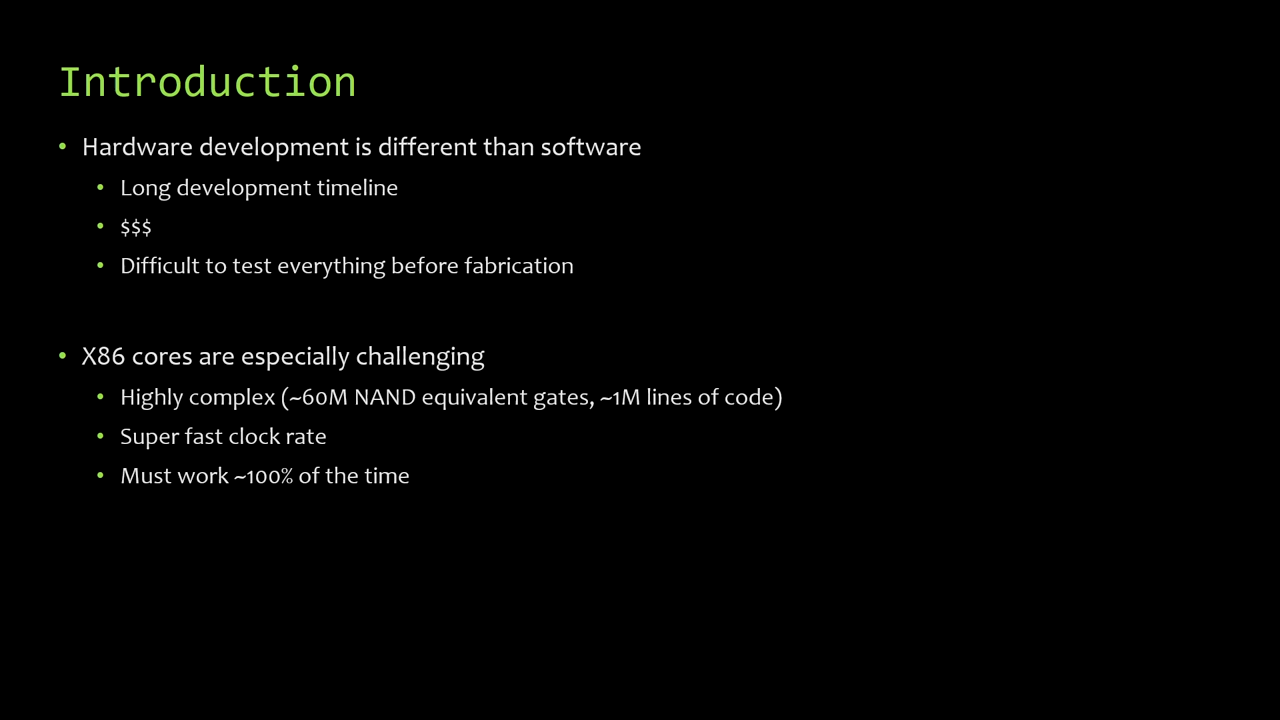 Introduction
• Hardware development is different than software
• Long development timeline
• $$$
• Difficult to test everything before fabrication
• X86 cores are especially challenging
• Highly complex (~60M NAND equivalent gates, ~1M lines of code)
• Super fast clock rate
• Must work ~100% of the time